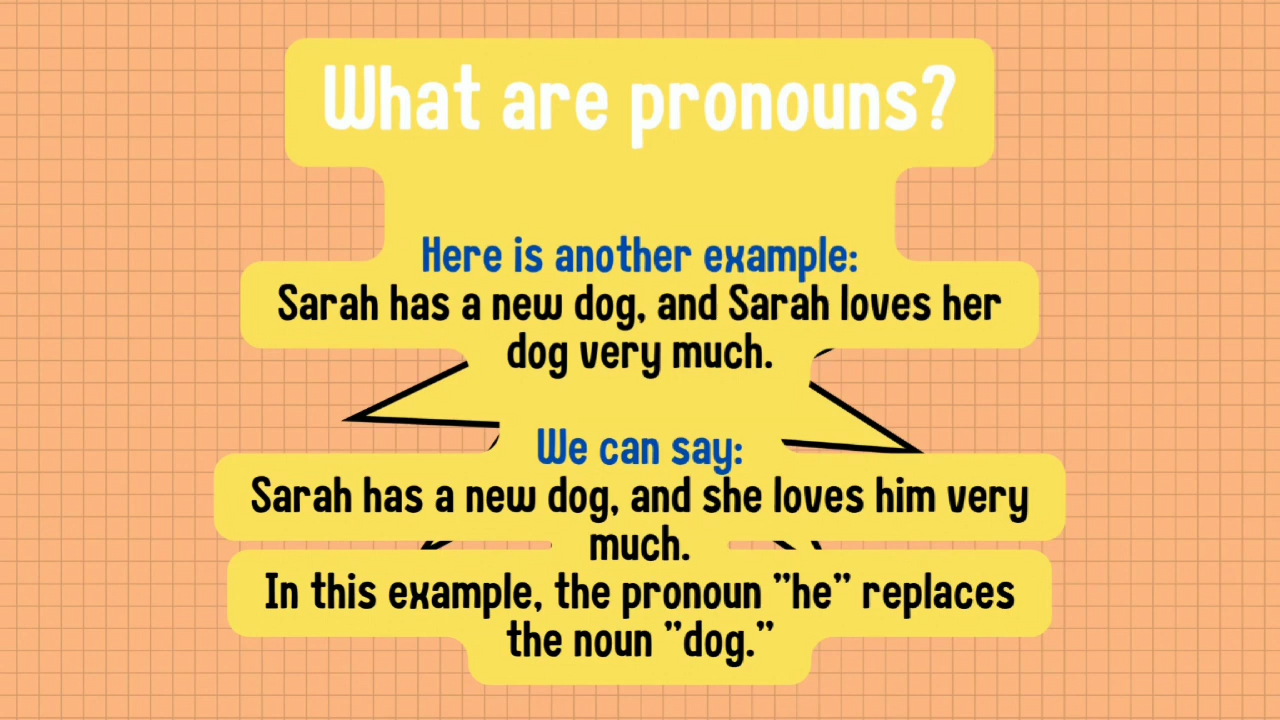 What are pronouns?
Here is another example:
Sarah has a new dog, and Sarah loves her
dog very much.
We can say:
Sarah has a new dog, and she loves him very
much.
In this example, the pronoun ”he” replaces
the noun ”dog.”